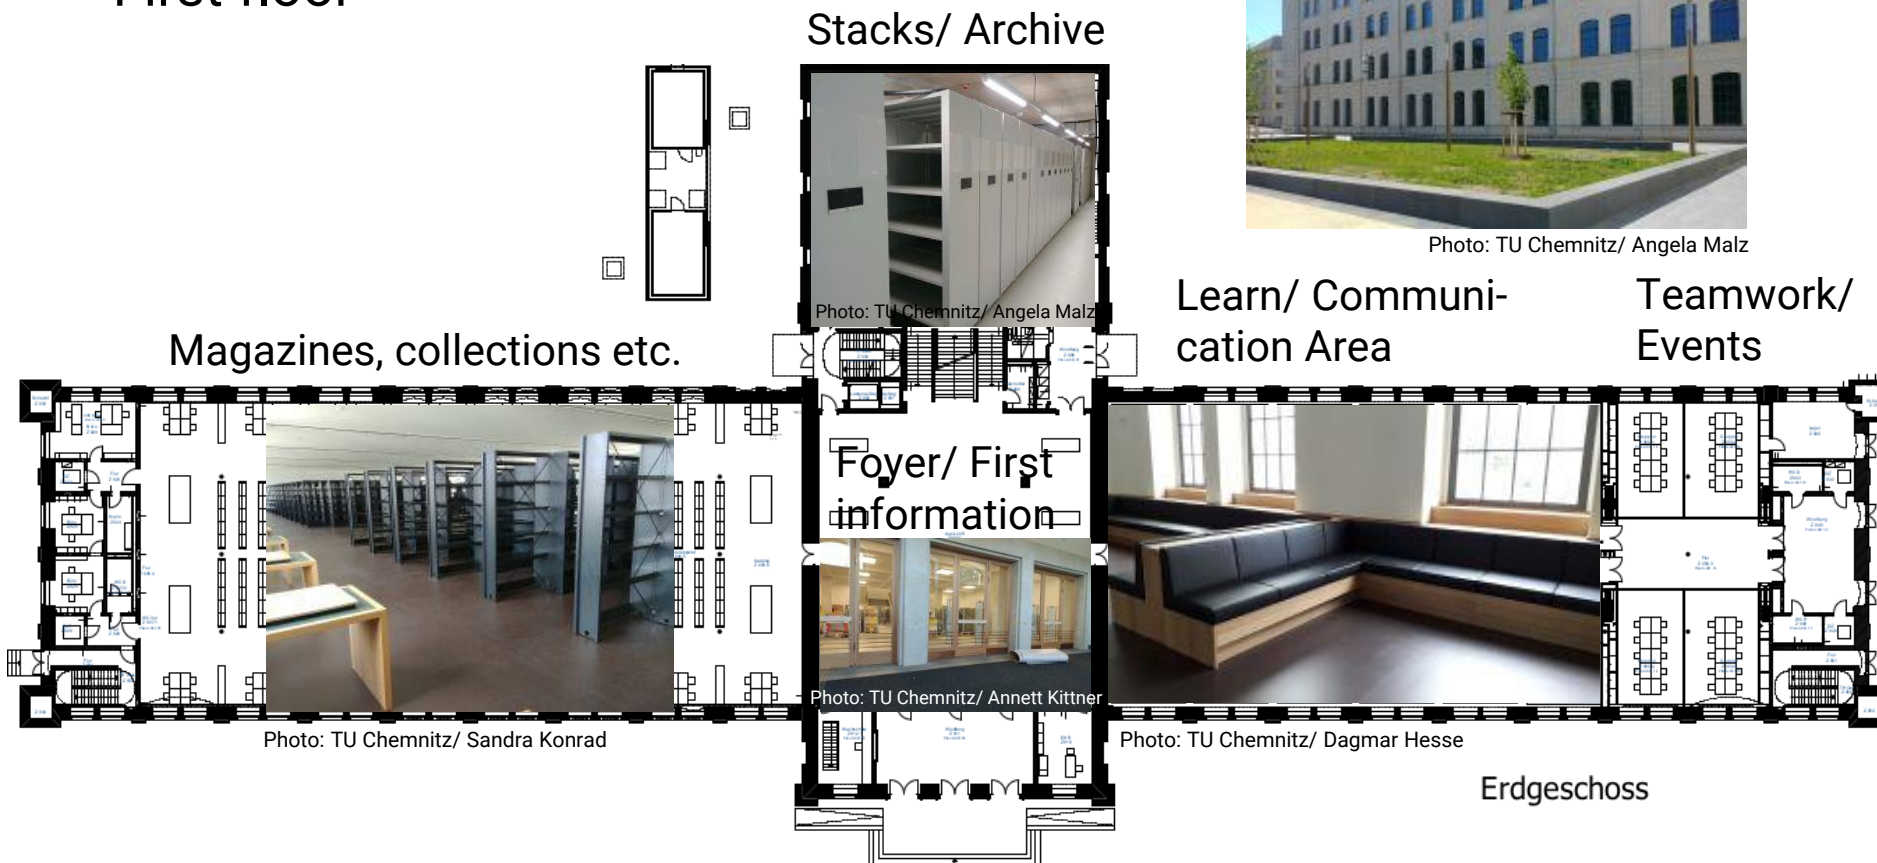 First floor
Stacks/ Archive
Photo: TU Chemnitz/ Angela Malz
Photo: TU Chemnitz/ Angela Malz
Learn/ Communi-
cation Area
Teamwork/
Events
Magazines, collections etc.
Foyer/ First
information
Photo: TU Chemnitz/ Annett Kittner
Photo: TU Chemnitz/ Sandra Konrad
Photo: TU Chemnitz/ Dagmar Hesse
Erdgeschoss